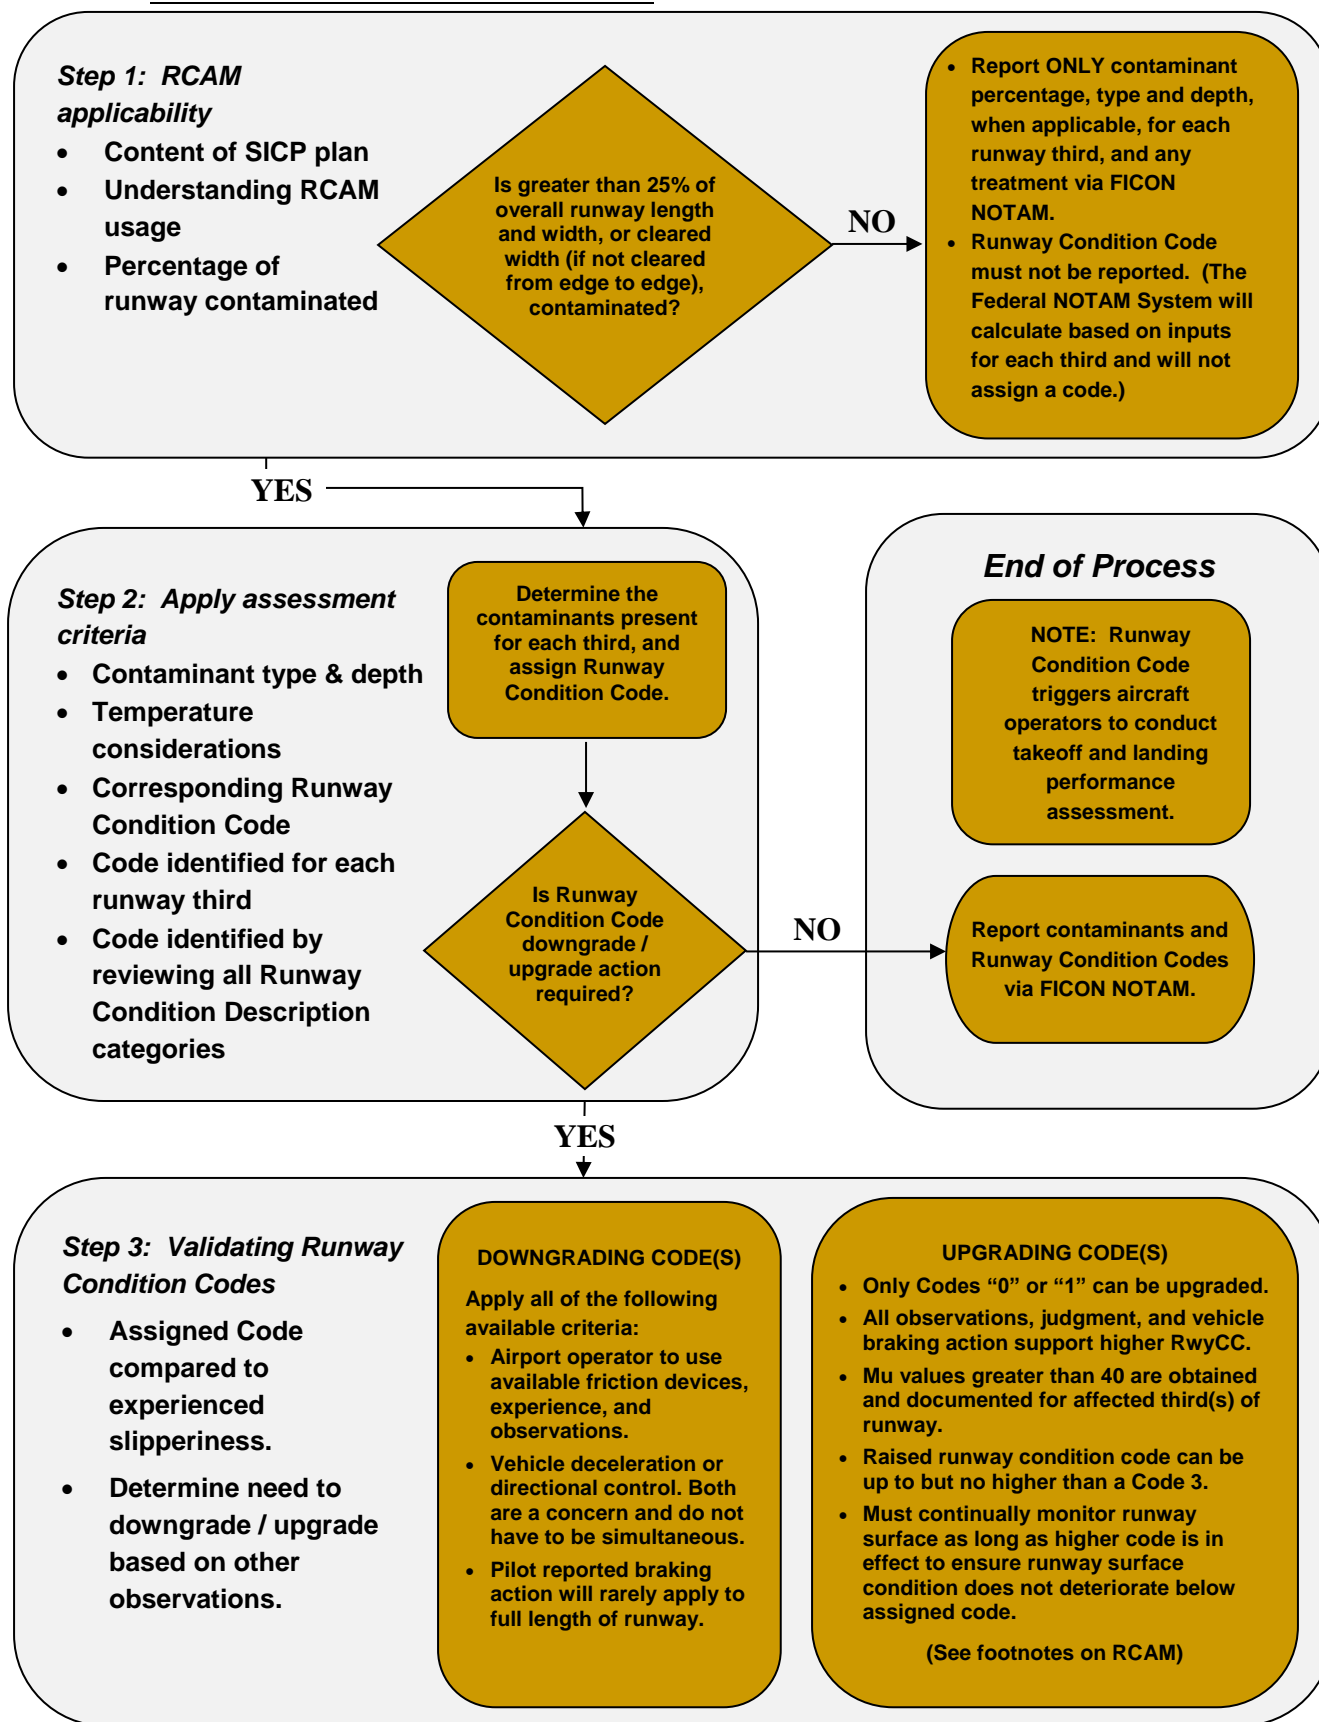 Step 1:  RCAM
applicability
• Content of SICP plan
• Understanding RCAM
usage
• Percentage of
runway contaminated
Is greater than 25% of
overall runway length
and width, or cleared
width (if not cleared
from edge to edge),
contaminated?
NO
• Report ONLY contaminant
percentage, type and depth,
when applicable, for each
runway third, and any
treatment via FICON
NOTAM.
• Runway Condition Code
must not be reported.  (The
Federal NOTAM System will
calculate based on inputs
for each third and will not
assign a code.)
YES
Step 2:  Apply assessment
criteria
• Contaminant type & depth
• Temperature
considerations
• Corresponding Runway
Condition Code
• Code identified for each
runway third
• Code identified by
reviewing all Runway
Condition Description
categories
Determine the
contaminants present
for each third, and
assign Runway
Condition Code.
Is Runway
Condition Code
downgrade /
upgrade action
required?
NO
End of Process
NOTE:  Runway
Condition Code
triggers aircraft
operators to conduct
takeoff and landing
performance
assessment.
Report contaminants and
Runway Condition Codes
via FICON NOTAM.
YES
Step 3:  Validating Runway
Condition Codes
• Assigned Code
compared to
experienced
slipperiness.
• Determine need to
downgrade / upgrade
based on other
observations.
DOWNGRADING CODE(S)
Apply all of the following
available criteria:
• Airport operator to use
available friction devices,
experience, and
observations.
• Vehicle deceleration or
directional control. Both
are a concern and do not
have to be simultaneous.
• Pilot reported braking
action will rarely apply to
full length of runway.
UPGRADING CODE(S)
• Only Codes “0” or “1” can be upgraded.
• All observations, judgment, and vehicle
braking action support higher RwyCC.
• Mu values greater than 40 are obtained
and documented for affected third(s) of
runway.
• Raised runway condition code can be
up to but no higher than a Code 3.
• Must continually monitor runway
surface as long as higher code is in
effect to ensure runway surface
condition does not deteriorate below
assigned code.
(See footnotes on RCAM)